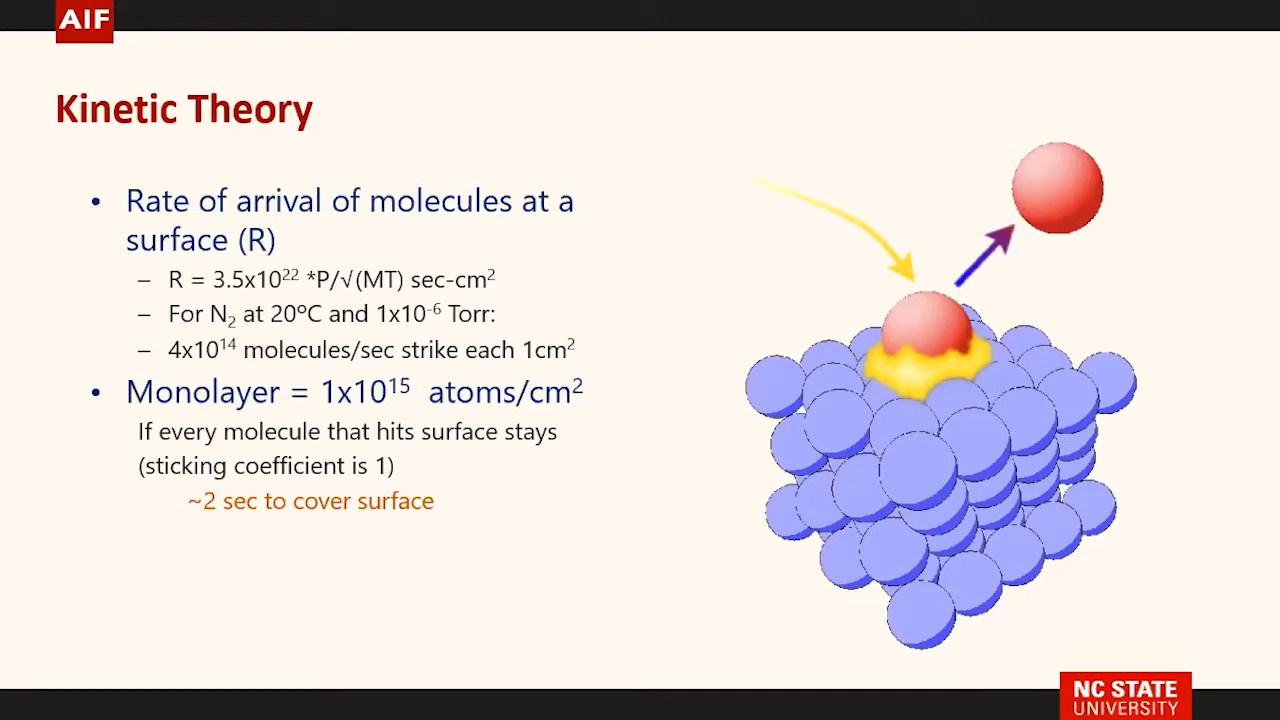 AIF
Kinetic Theory
• Rate of arrival of molecules at a
surface (R)
– R = 3.5x10²² *P/√(MT) sec-cm²
– For N₂ at 20ºC and 1x10⁻⁶ Torr:
– 4x10¹⁴ molecules/sec strike each 1cm²
• Monolayer = 1x10¹⁵ atoms/cm²
If every molecule that hits surface stays
(sticking coefficient is 1)
~2 sec to cover surface
NC STATE
UNIVERSITY